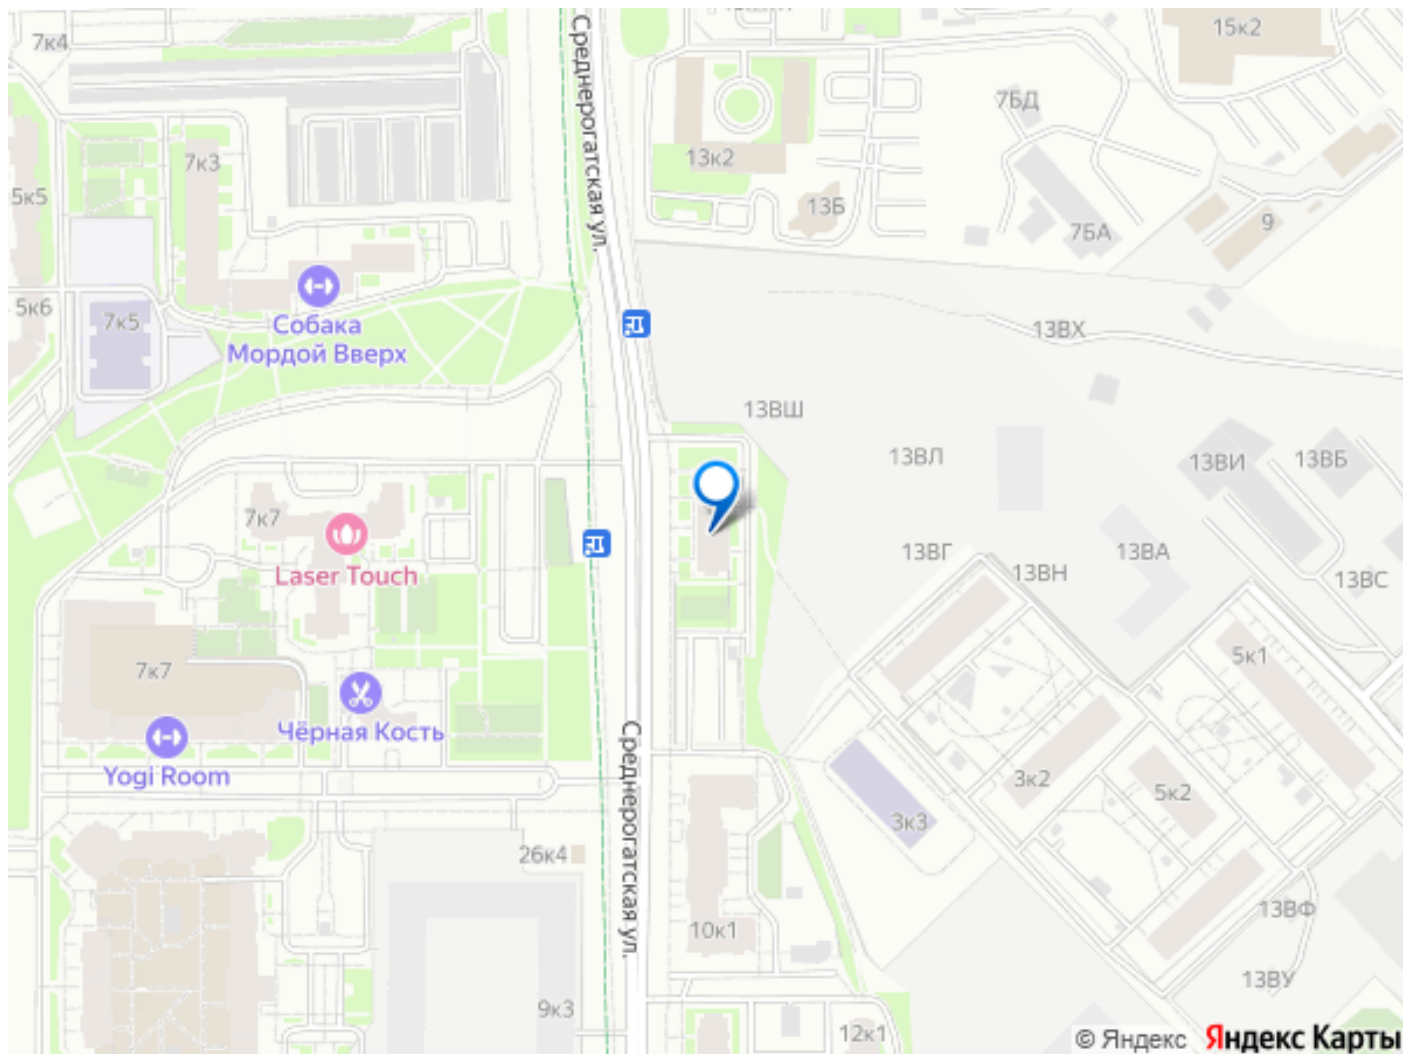 15к2
7к4
Среднерогатская ул.
7БД
7к3
13к2
5к5
13Б
9
7БА
5к6
7к5
Собака
Мордой Вверх
13ВХ
13ВШ
13ВЛ
13ВИ
13ВБ
7к7
Laser Touch
13ВГ
13ВА
13ВН
13ВС
7к7
5к1
Чёрная Кость
Yogi Room
Среднерогатская ул.
3к2
5к2
3к3
26к4
13ВФ
10к1
13ВУ
9к3
12к1
© Яндекс Яндекс Карты